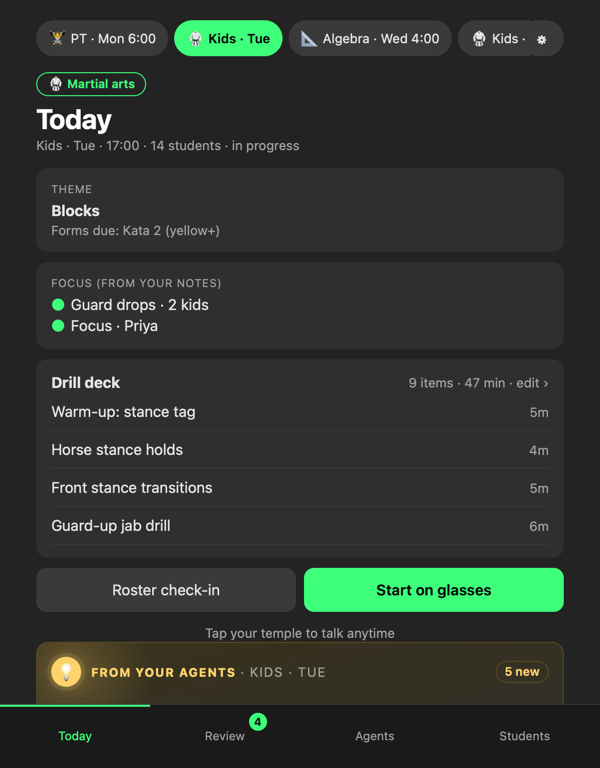 PT · Mon 6:00
Kids · Tue
Algebra · Wed 4:00
Kids ·
Martial arts
Today
Kids · Tue · 17:00 · 14 students · in progress
THEME
Blocks
Forms due: Kata 2 (yellow+)
FOCUS (FROM YOUR NOTES)
Guard drops · 2 kids
Focus · Priya
Drill deck 9 items · 47 min · edit ›
Warm-up: stance tag 5m
Horse stance holds 4m
Front stance transitions 5m
Guard-up jab drill 6m
Roster check-in
Start on glasses
Tap your temple to talk anytime
FROM YOUR AGENTS · KIDS · TUE 5 new
Today
Review 4
Agents
Students